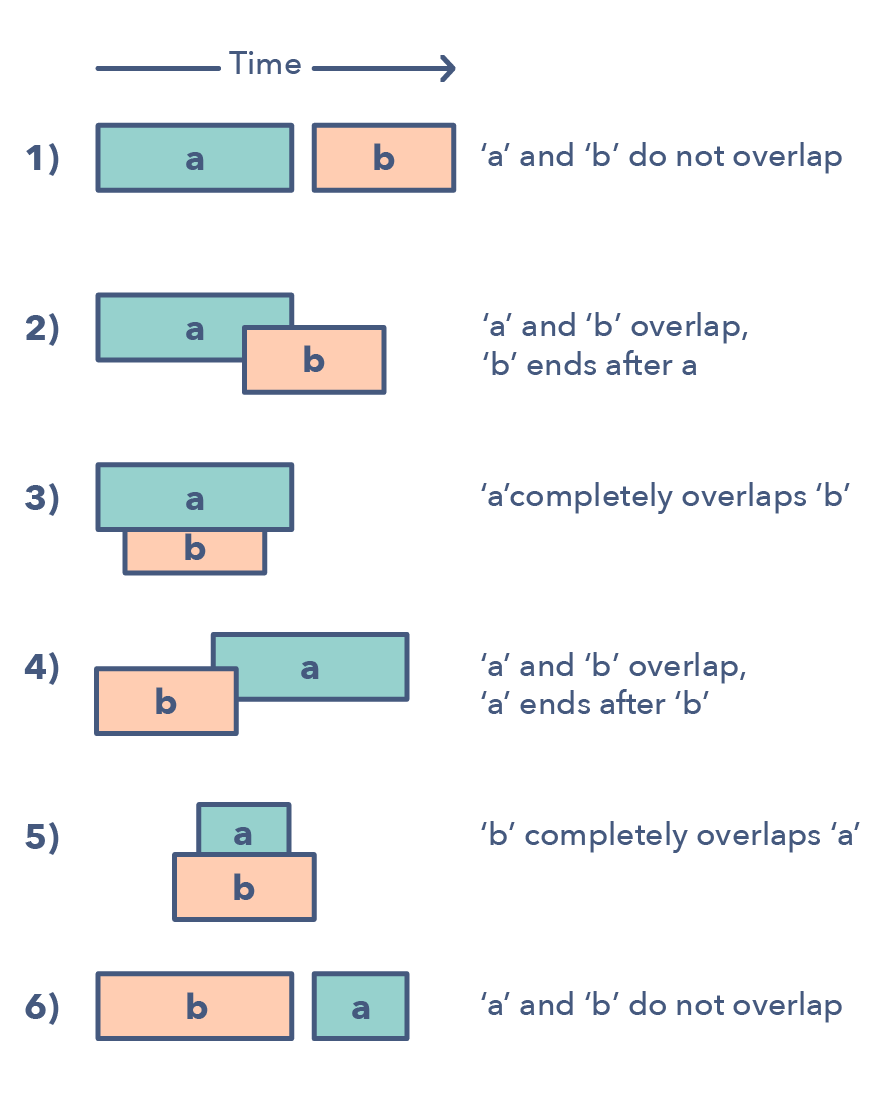 Time
1) a b ‘a’ and ‘b’ do not overlap
2) a b ‘a’ and ‘b’ overlap,
‘b’ ends after a
3) a b ‘a’completely overlaps ‘b’
4) a b ‘a’ and ‘b’ overlap,
‘a’ ends after ‘b’
5) a b ‘b’ completely overlaps ‘a’
6) b a ‘a’ and ‘b’ do not overlap